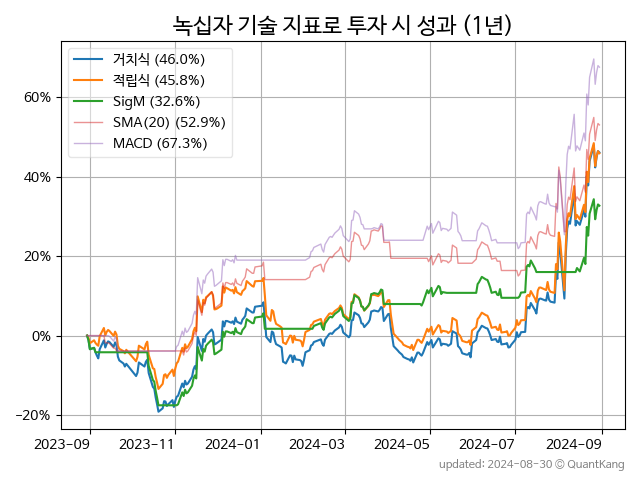 녹십자 기술 지표로 투자 시 성과 (1년)
거치식 (46.0%)
적립식 (45.8%)
SigM (32.6%)
SMA(20) (52.9%)
MACD (67.3%)
60%
40%
20%
0%
−20%
2023-09 2023-11 2024-01 2024-03 2024-05 2024-07 2024-09
updated: 2024-08-30 © QuantKang